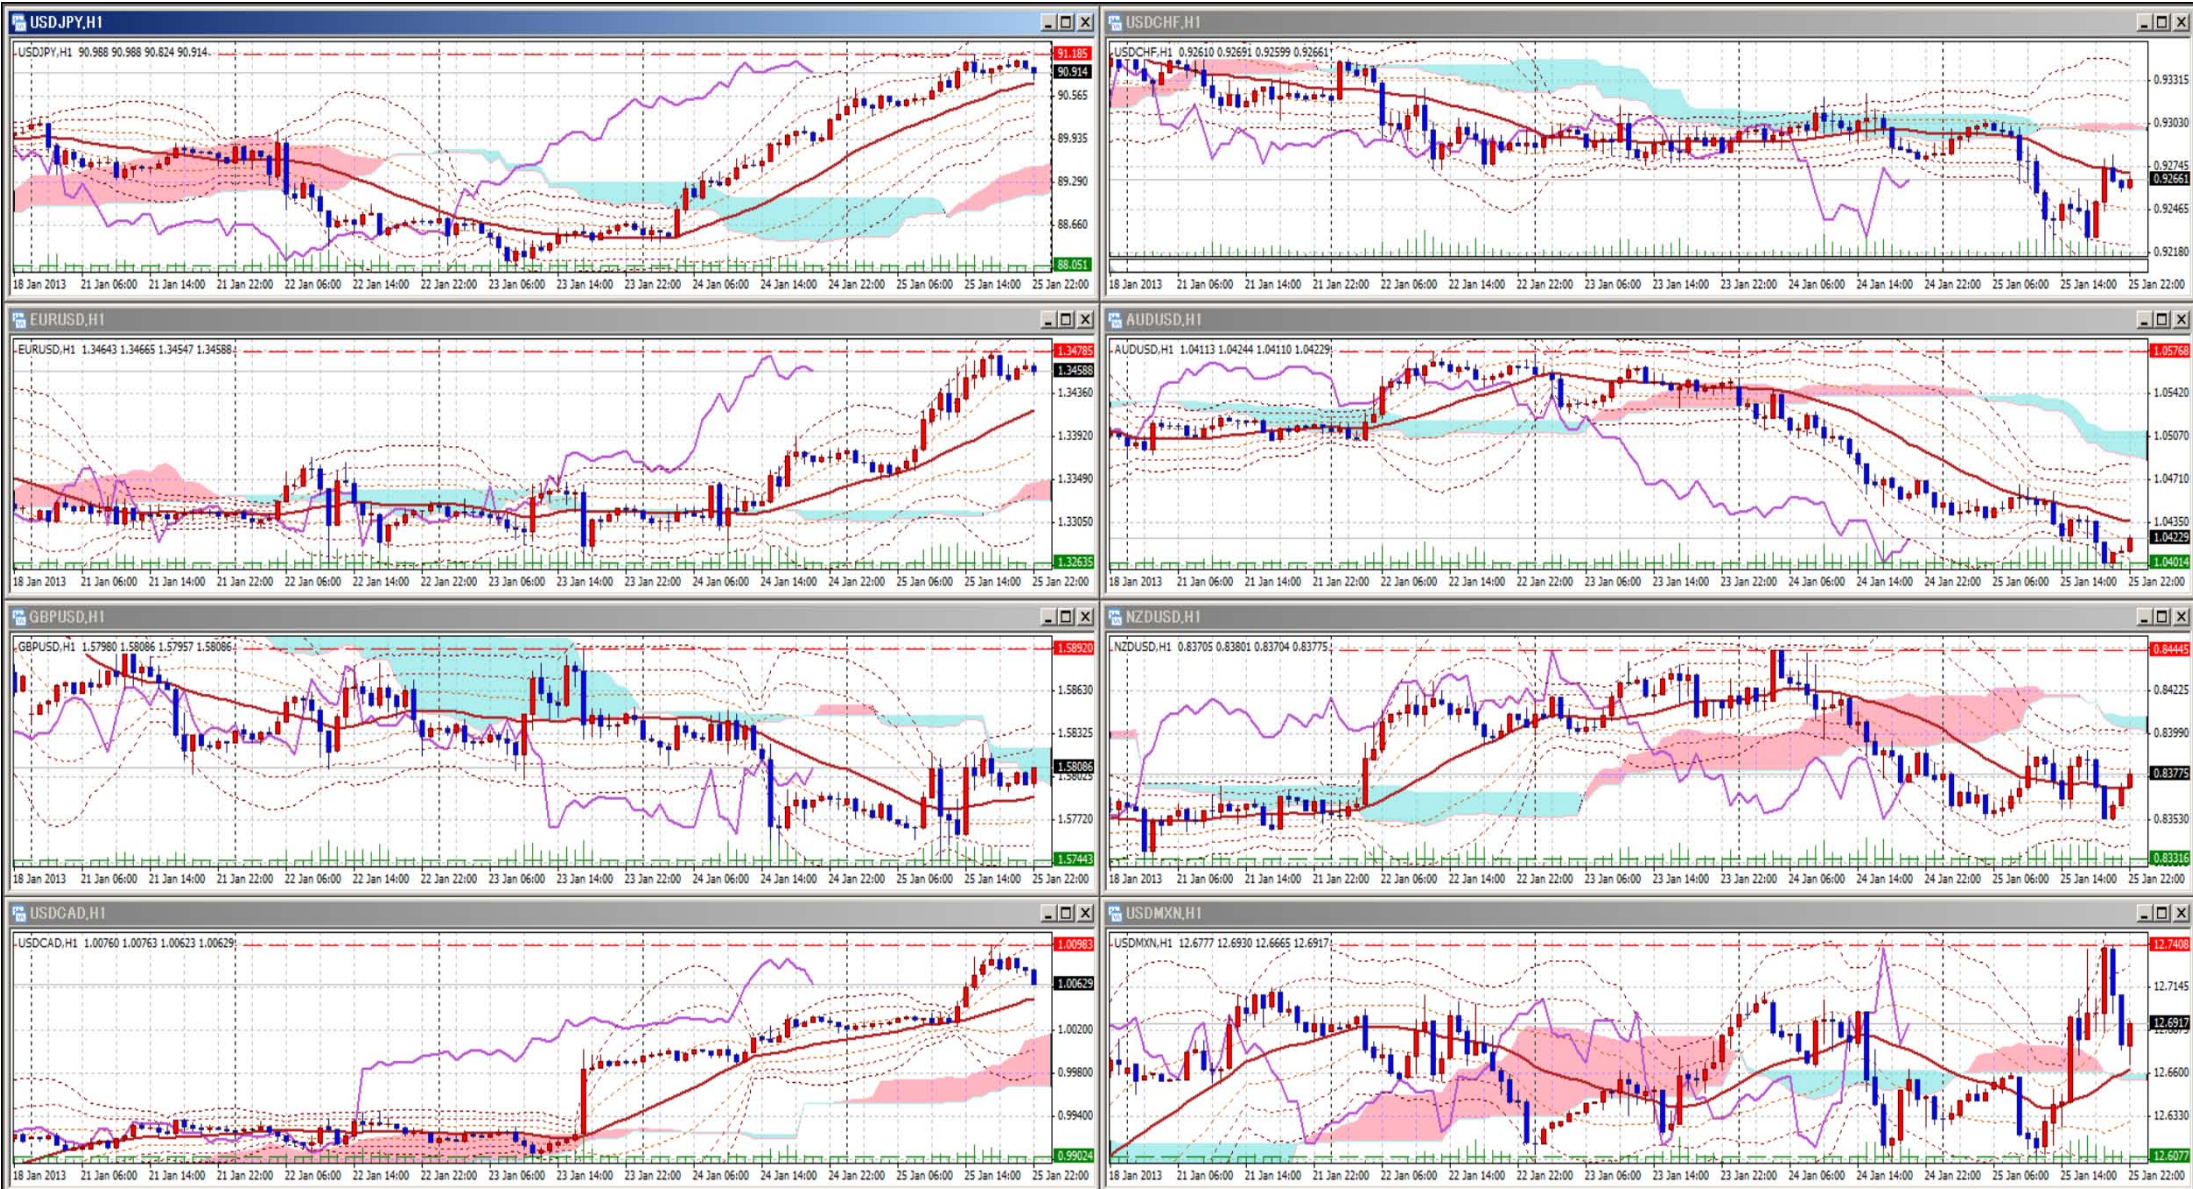 USDJPY,H1
USDJPY,H1 90.988 90.988 90.824 90.914
91.185
90.914
90.565
89.935
89.290
88.660
88.051
18 Jan 2013 21 Jan 06:00 21 Jan 14:00 21 Jan 22:00 22 Jan 06:00 22 Jan 14:00 22 Jan 22:00 23 Jan 06:00 23 Jan 14:00 23 Jan 22:00 24 Jan 06:00 24 Jan 14:00 24 Jan 22:00 25 Jan 06:00 25 Jan 14:00 25 Jan 22:00
USDCHF,H1
USDCHF,H1 0.92610 0.92691 0.92599 0.92661
0.93315
0.93030
0.92745
0.92661
0.92465
0.92180
18 Jan 2013 21 Jan 06:00 21 Jan 14:00 21 Jan 22:00 22 Jan 06:00 22 Jan 14:00 22 Jan 22:00 23 Jan 06:00 23 Jan 14:00 23 Jan 22:00 24 Jan 06:00 24 Jan 14:00 24 Jan 22:00 25 Jan 06:00 25 Jan 14:00 25 Jan 22:00
EURUSD,H1
EURUSD,H1 1.34643 1.34665 1.34547 1.34588
1.34785
1.34588
1.34360
1.33920
1.33490
1.33050
1.32635
18 Jan 2013 21 Jan 06:00 21 Jan 14:00 21 Jan 22:00 22 Jan 06:00 22 Jan 14:00 22 Jan 22:00 23 Jan 06:00 23 Jan 14:00 23 Jan 22:00 24 Jan 06:00 24 Jan 14:00 24 Jan 22:00 25 Jan 06:00 25 Jan 14:00 25 Jan 22:00
AUDUSD,H1
AUDUSD,H1 1.04113 1.04244 1.04110 1.04229
1.05768
1.05420
1.05070
1.04710
1.04350
1.04229
1.04014
18 Jan 2013 21 Jan 06:00 21 Jan 14:00 21 Jan 22:00 22 Jan 06:00 22 Jan 14:00 22 Jan 22:00 23 Jan 06:00 23 Jan 14:00 23 Jan 22:00 24 Jan 06:00 24 Jan 14:00 24 Jan 22:00 25 Jan 06:00 25 Jan 14:00 25 Jan 22:00
GBPUSD,H1
GBPUSD,H1 1.57980 1.58086 1.57957 1.58086
1.58920
1.58630
1.58325
1.58086
1.58025
1.57720
1.57443
18 Jan 2013 21 Jan 06:00 21 Jan 14:00 21 Jan 22:00 22 Jan 06:00 22 Jan 14:00 22 Jan 22:00 23 Jan 06:00 23 Jan 14:00 23 Jan 22:00 24 Jan 06:00 24 Jan 14:00 24 Jan 22:00 25 Jan 06:00 25 Jan 14:00 25 Jan 22:00
NZDUSD,H1
NZDUSD,H1 0.83705 0.83801 0.83704 0.83775
0.84445
0.84225
0.83990
0.83775
0.83530
0.83316
18 Jan 2013 21 Jan 06:00 21 Jan 14:00 21 Jan 22:00 22 Jan 06:00 22 Jan 14:00 22 Jan 22:00 23 Jan 06:00 23 Jan 14:00 23 Jan 22:00 24 Jan 06:00 24 Jan 14:00 24 Jan 22:00 25 Jan 06:00 25 Jan 14:00 25 Jan 22:00
USDCAD,H1
USDCAD,H1 1.00760 1.00763 1.00623 1.00629
1.00983
1.00629
1.00200
0.99800
0.99400
0.99024
18 Jan 2013 21 Jan 06:00 21 Jan 14:00 21 Jan 22:00 22 Jan 06:00 22 Jan 14:00 22 Jan 22:00 23 Jan 06:00 23 Jan 14:00 23 Jan 22:00 24 Jan 06:00 24 Jan 14:00 24 Jan 22:00 25 Jan 06:00 25 Jan 14:00 25 Jan 22:00
USDMXN,H1
USDMXN,H1 12.6777 12.6930 12.6665 12.6917
12.7408
12.7145
12.6917
12.6600
12.6330
12.6077
18 Jan 2013 21 Jan 06:00 21 Jan 14:00 21 Jan 22:00 22 Jan 06:00 22 Jan 14:00 22 Jan 22:00 23 Jan 06:00 23 Jan 14:00 23 Jan 22:00 24 Jan 06:00 24 Jan 14:00 24 Jan 22:00 25 Jan 06:00 25 Jan 14:00 25 Jan 22:00